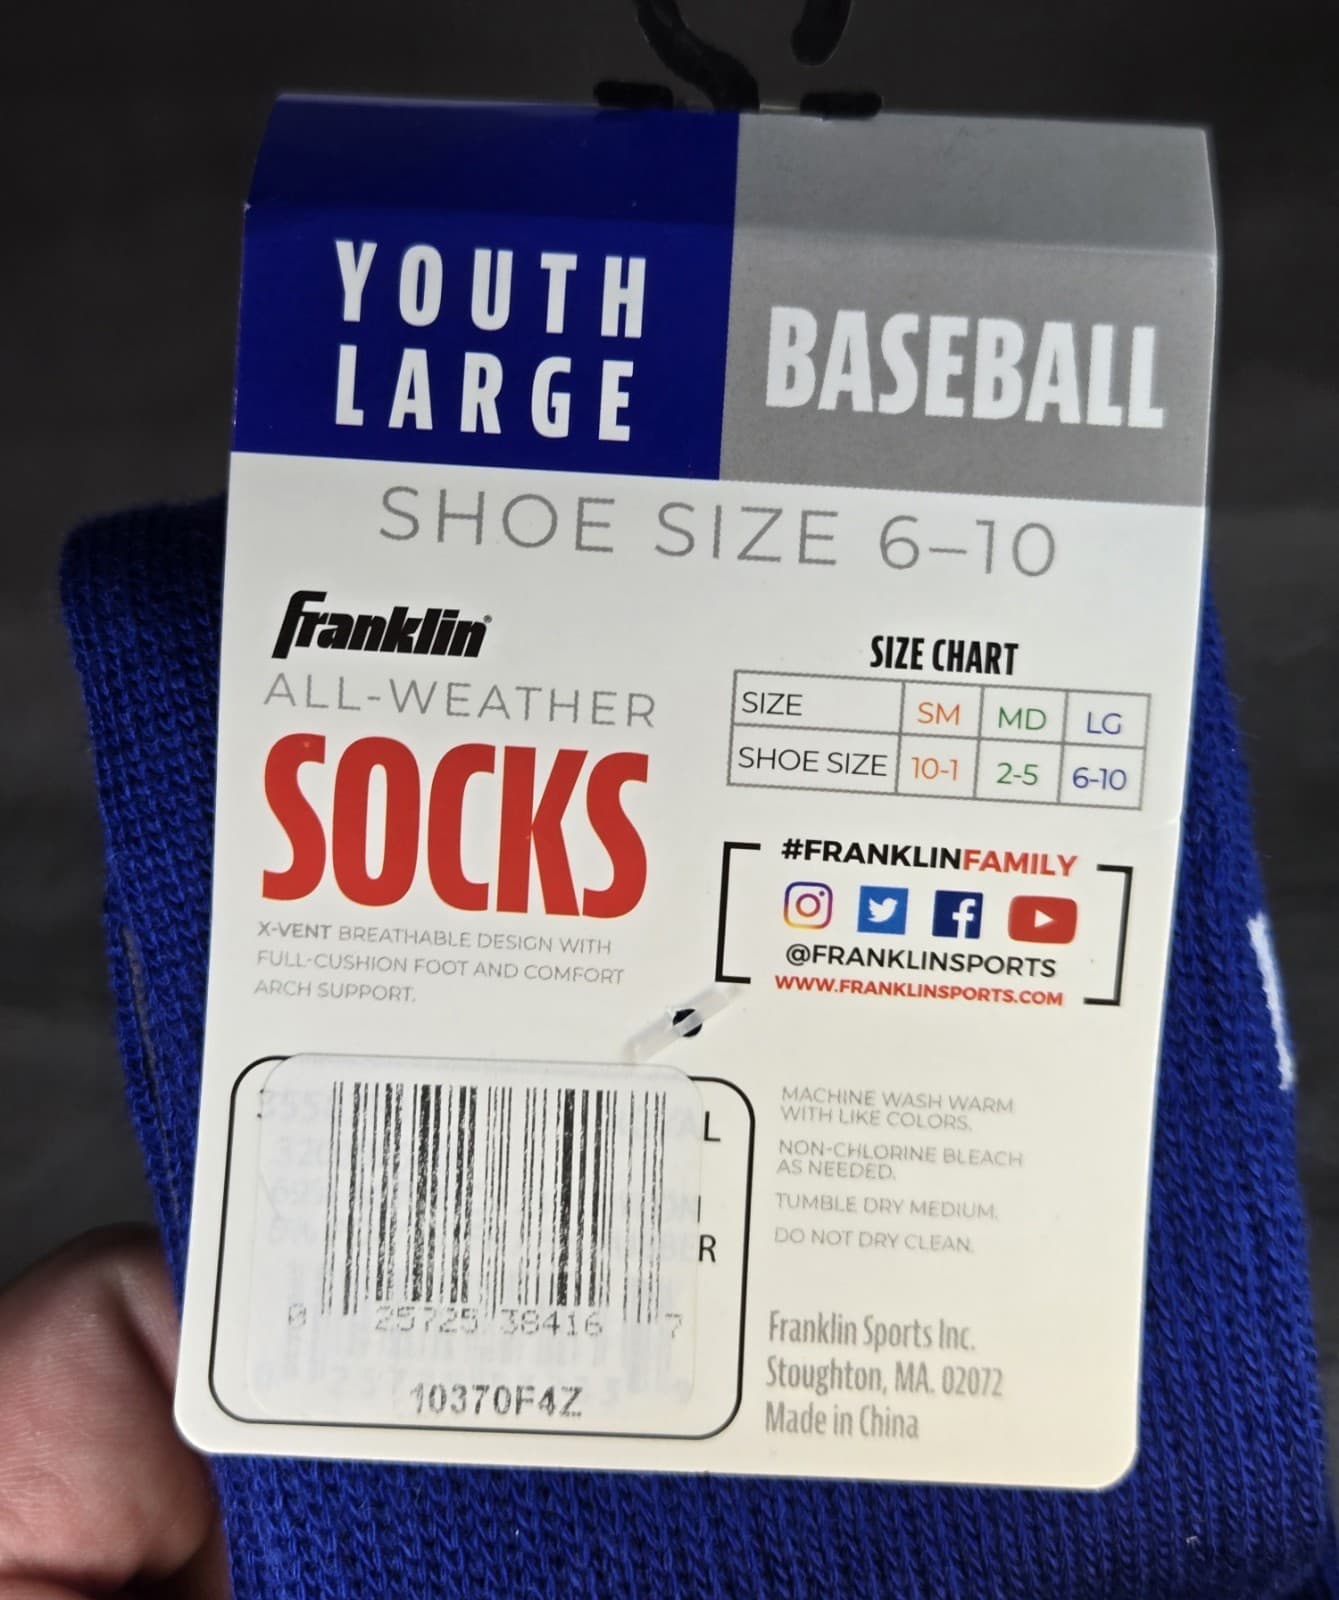 YOUTH
LARGE
BASEBALL
SHOE SIZE 6–10
franklin®
ALL-WEATHER
SOCKS
X-VENT BREATHABLE DESIGN WITH
FULL-CUSHION FOOT AND COMFORT
ARCH SUPPORT.
SIZE CHART
SIZE SM MD LG
SHOE SIZE 10-1 2-5 6-10
#FRANKLINFAMILY
@FRANKLINSPORTS
WWW.FRANKLINSPORTS.COM
L
R
0 25725 38416 7
10370F4Z
MACHINE WASH WARM
WITH LIKE COLORS.
NON-CHLORINE BLEACH
AS NEEDED.
TUMBLE DRY MEDIUM.
DO NOT DRY CLEAN.
Franklin Sports Inc.
Stoughton, MA. 02072
Made in China